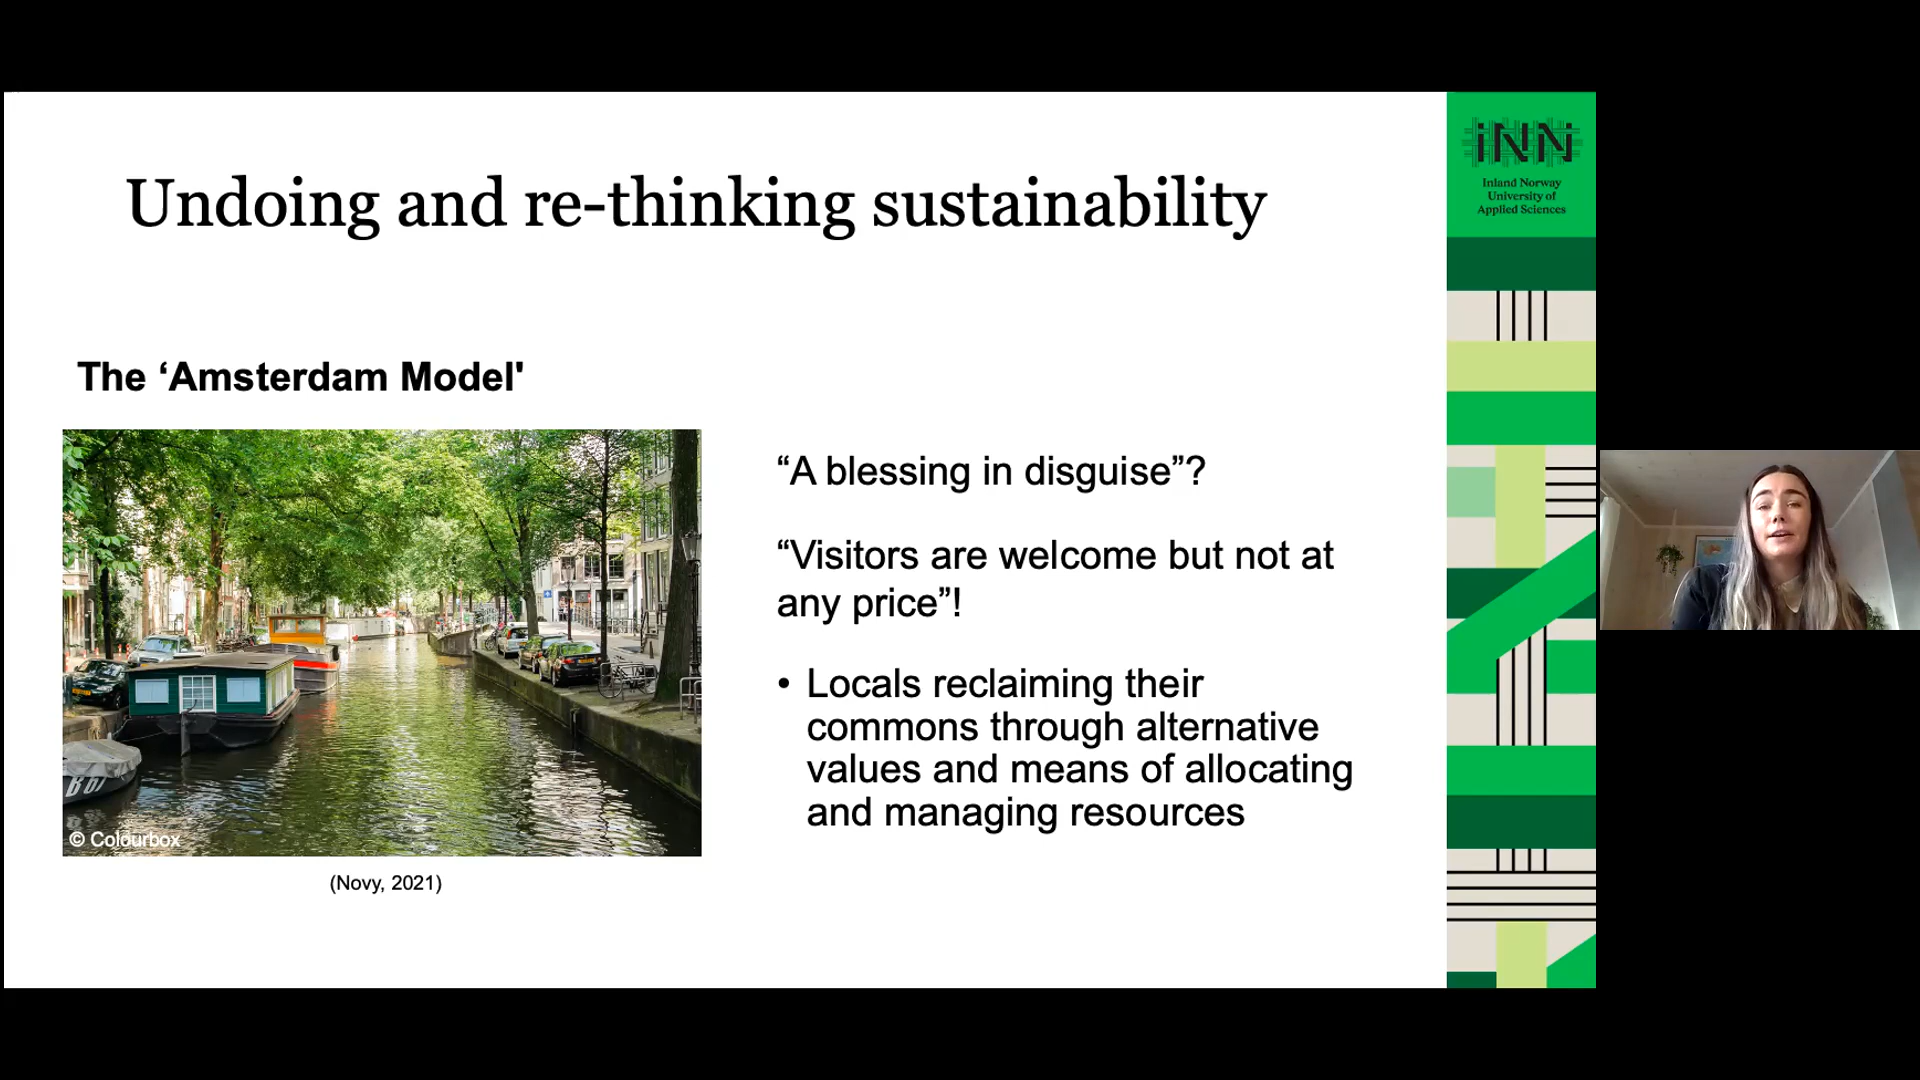 Undoing and re-thinking sustainability
The ‘Amsterdam Model'
“A blessing in disguise”?
“Visitors are welcome but not at
any price”!
• Locals reclaiming their
commons through alternative
values and means of allocating
and managing resources
B 67
© Colourbox
(Novy, 2021)
INN
Inland Norway
University of
Applied Sciences